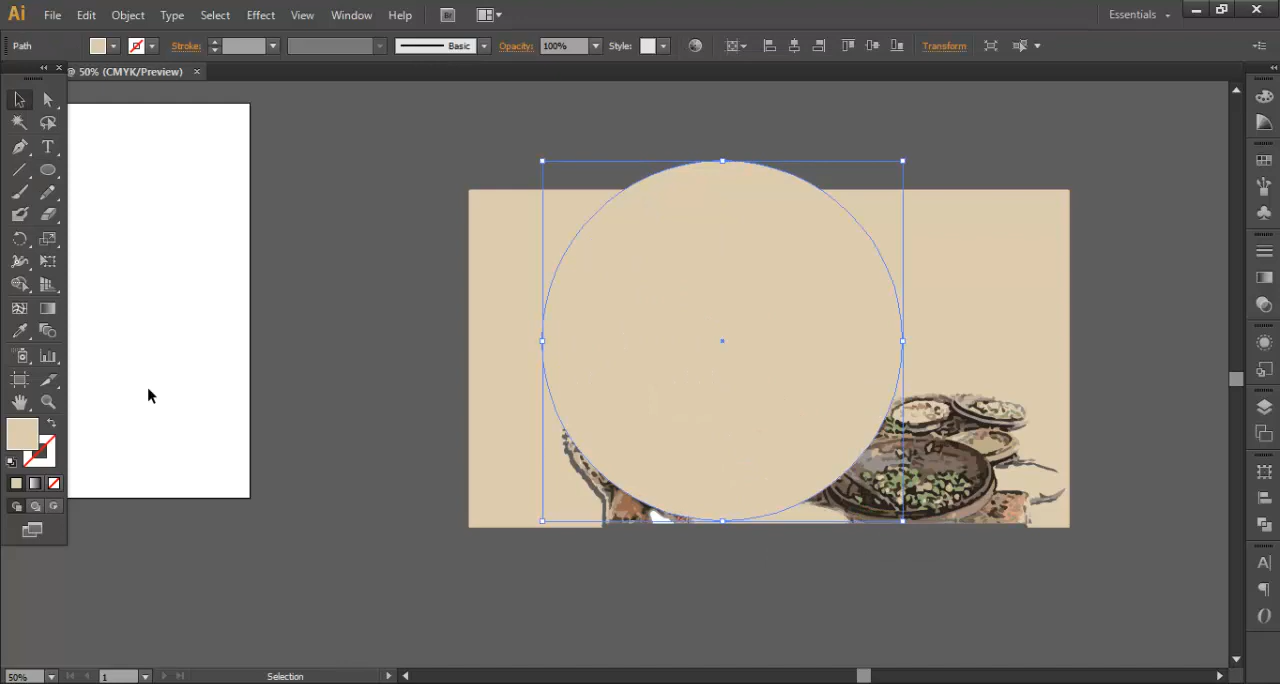 Ai File Edit Object Type Select Effect View Window Help Br Essentials
Path Stroke: Basic Opacity: 100% Style: Transform
@ 50% (CMYK/Preview) ×
50% 1 Selection